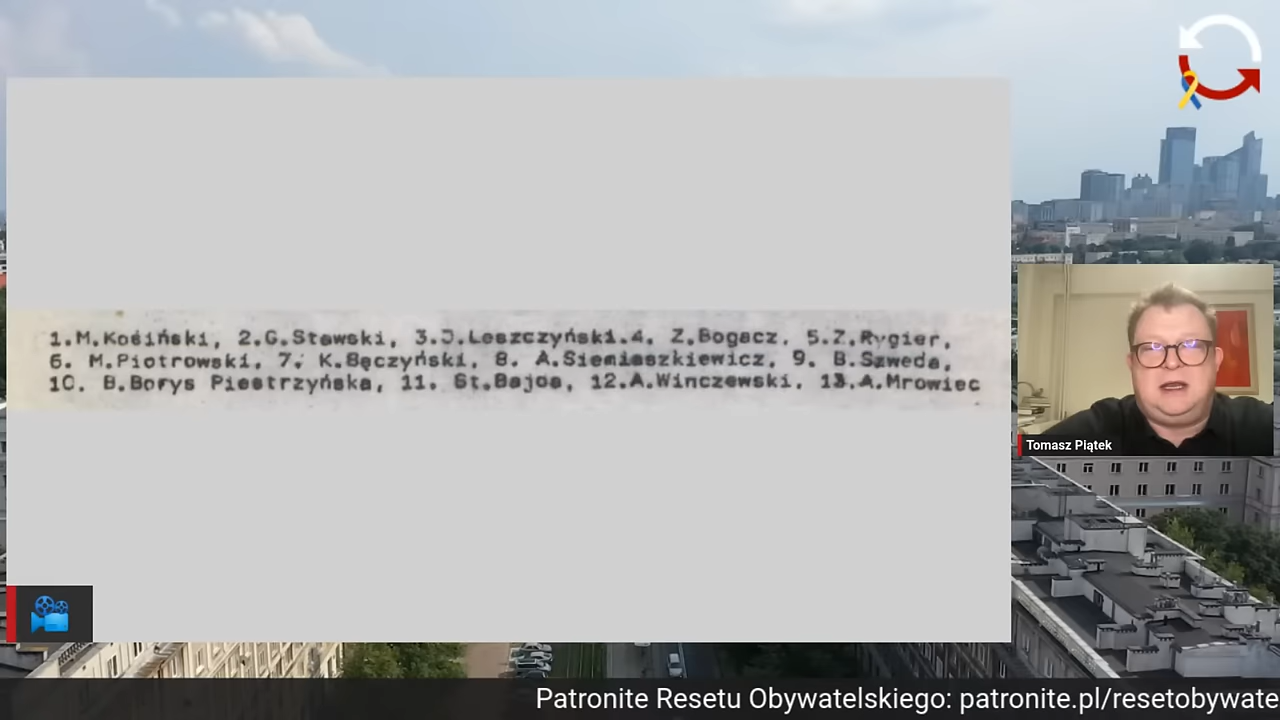 1.M.Kosiński, 2.G.Stawski, 3.J.Leszczyński.4. Z.Bogacz. 5.Z.Rygier,
6. M.Piotrowski, 7. K.Bęczyński, 8. A.Siemiaszkiewicz, 9. B.Szweda,
10. B.Borys Piestrzyńska, 11. St.Bajos, 12.A.Winczewski, 13.A.Mrowiec
Tomasz Piątek
Patronite Resetu Obywatelskiego: patronite.pl/resetobywate